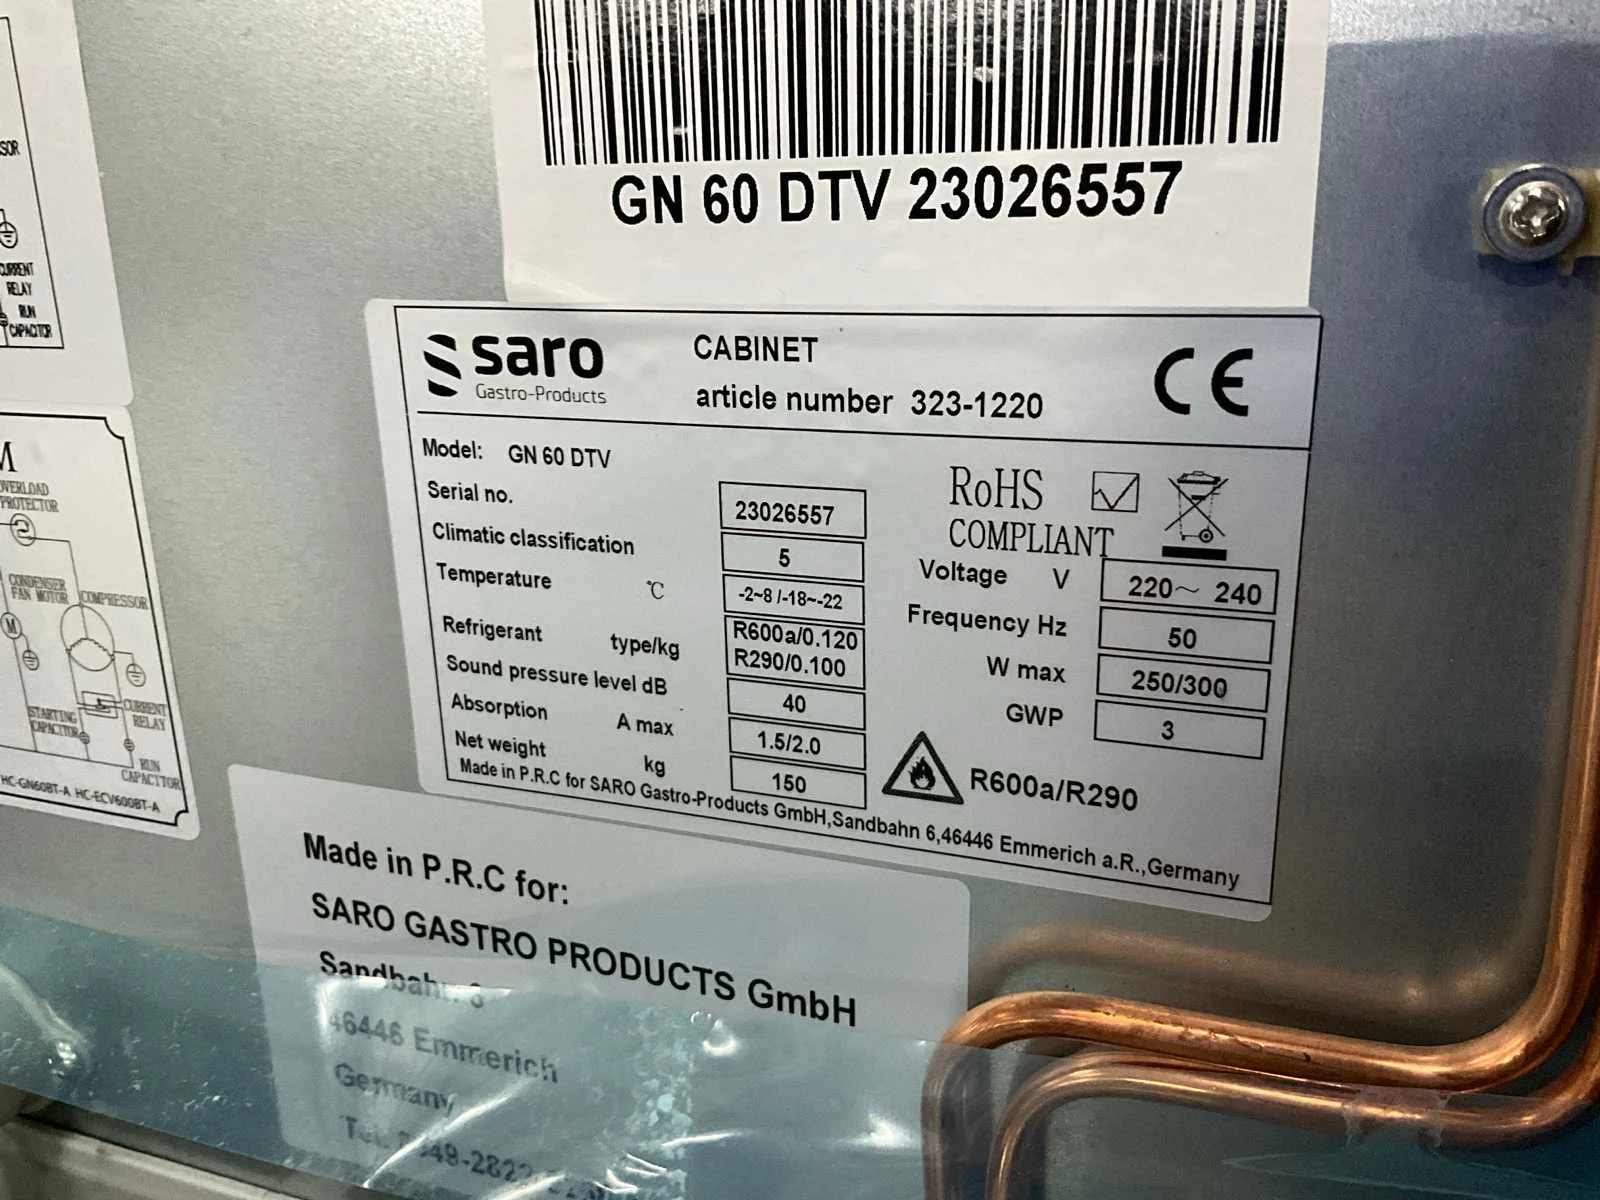 GN 60 DTV 23026557
saro
Gastro-Products
CABINET
article number 323-1220
CE
Model: GN 60 DTV
Serial no. 23026557
Climatic classification 5
Temperature °C -2~8 /-18~-22
Refrigerant type/kg R600a/0.120
R290/0.100
Sound pressure level dB 40
Absorption A max 1.5/2.0
Net weight kg 150
RoHS
COMPLIANT
Voltage V 220~ 240
Frequency Hz 50
W max 250/300
GWP 3
R600a/R290
Made in P.R.C for SARO Gastro-Products GmbH,Sandbahn 6,46446 Emmerich a.R.,Germany
Made in P.R.C for:
SARO GASTRO PRODUCTS GmbH
Sandbahn 6
46446 Emmerich
Germany
CURRENT
RELAY
RUN
CAPACITOR
OVERLOAD
PROTECTOR
CONDENSER
FAN MOTOR
COMPRESSOR
M
STARTING
CAPACITOR
CURRENT
RELAY
RUN
CAPACITOR
HC-GN60BT-A HC-ECV600BT-A